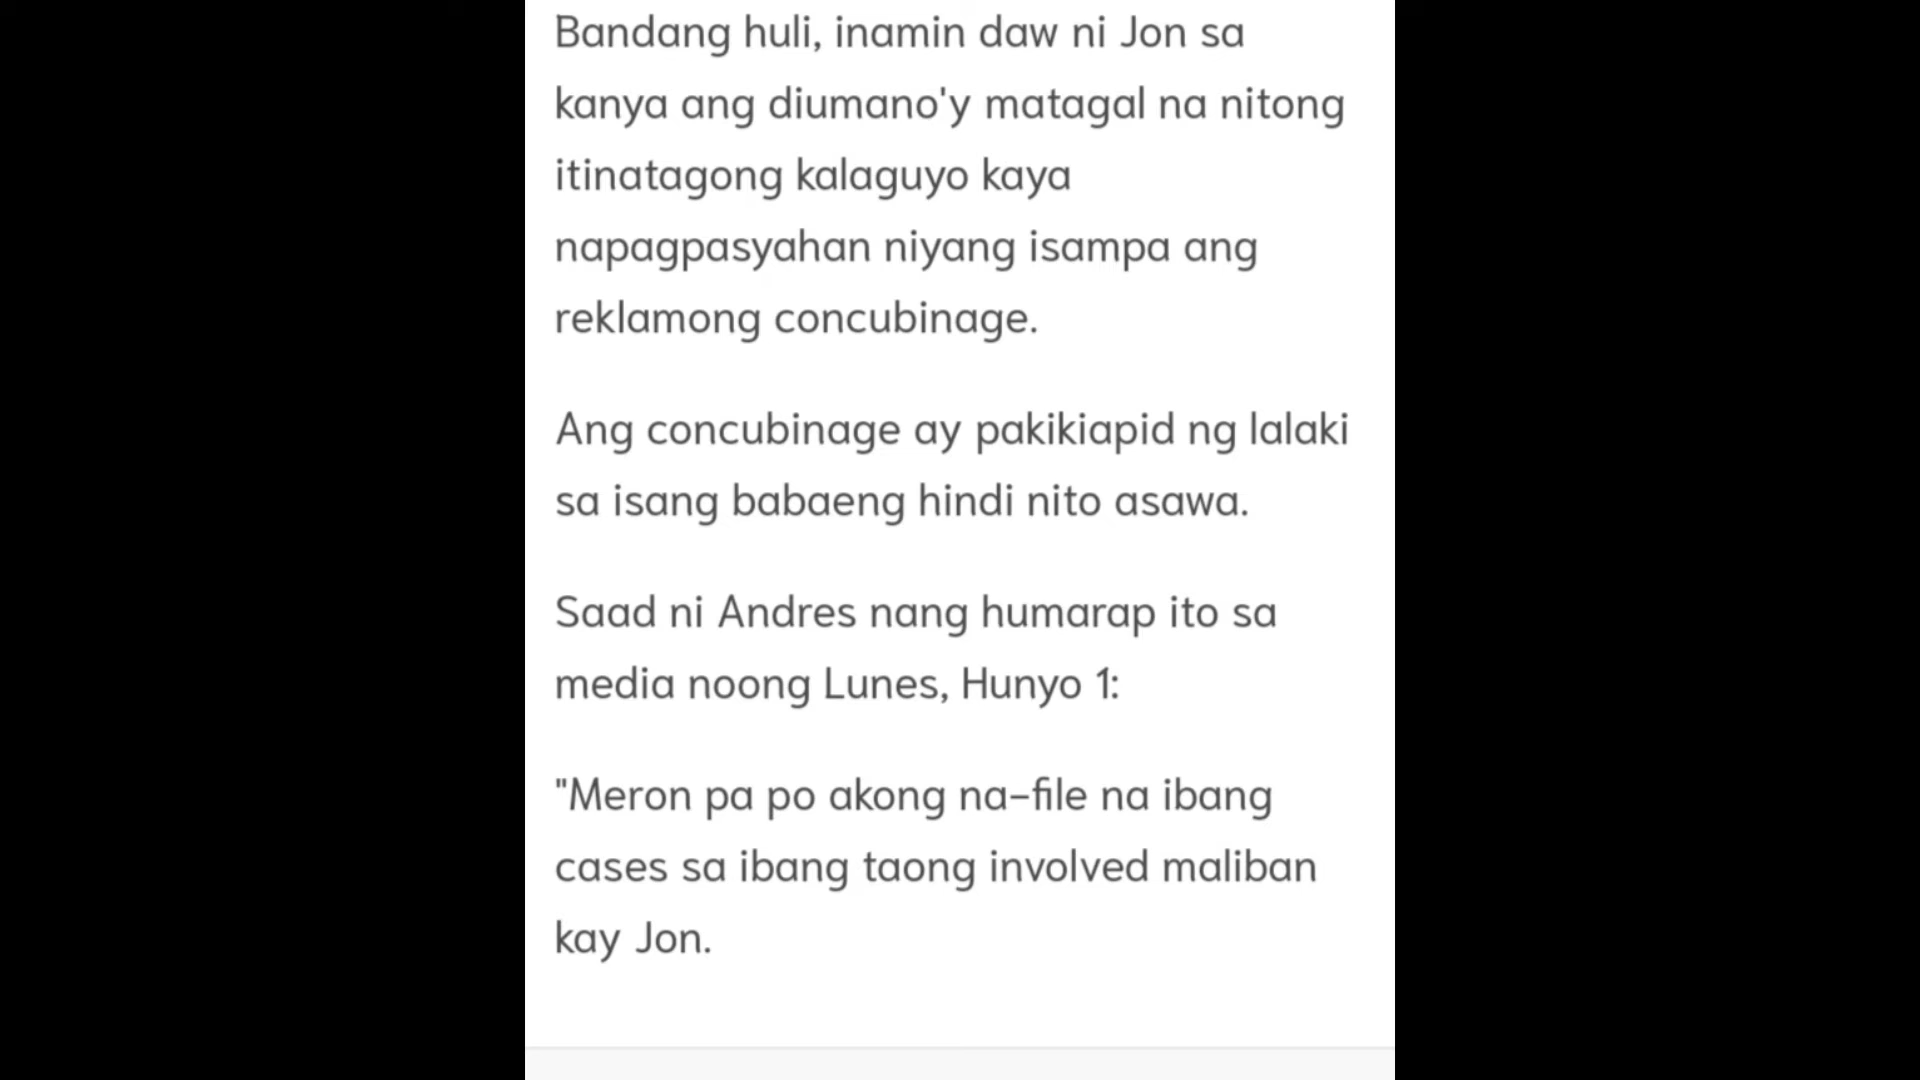 Bandang huli, inamin daw ni Jon sa
kanya ang diumano'y matagal na nitong
itinatagong kalaguyo kaya
napagpasyahan niyang isampa ang
reklamong concubinage.
Ang concubinage ay pakikiapid ng lalaki
sa isang babaeng hindi nito asawa.
Saad ni Andres nang humarap ito sa
media noong Lunes, Hunyo 1:
"Meron pa po akong na-file na ibang
cases sa ibang taong involved maliban
kay Jon.